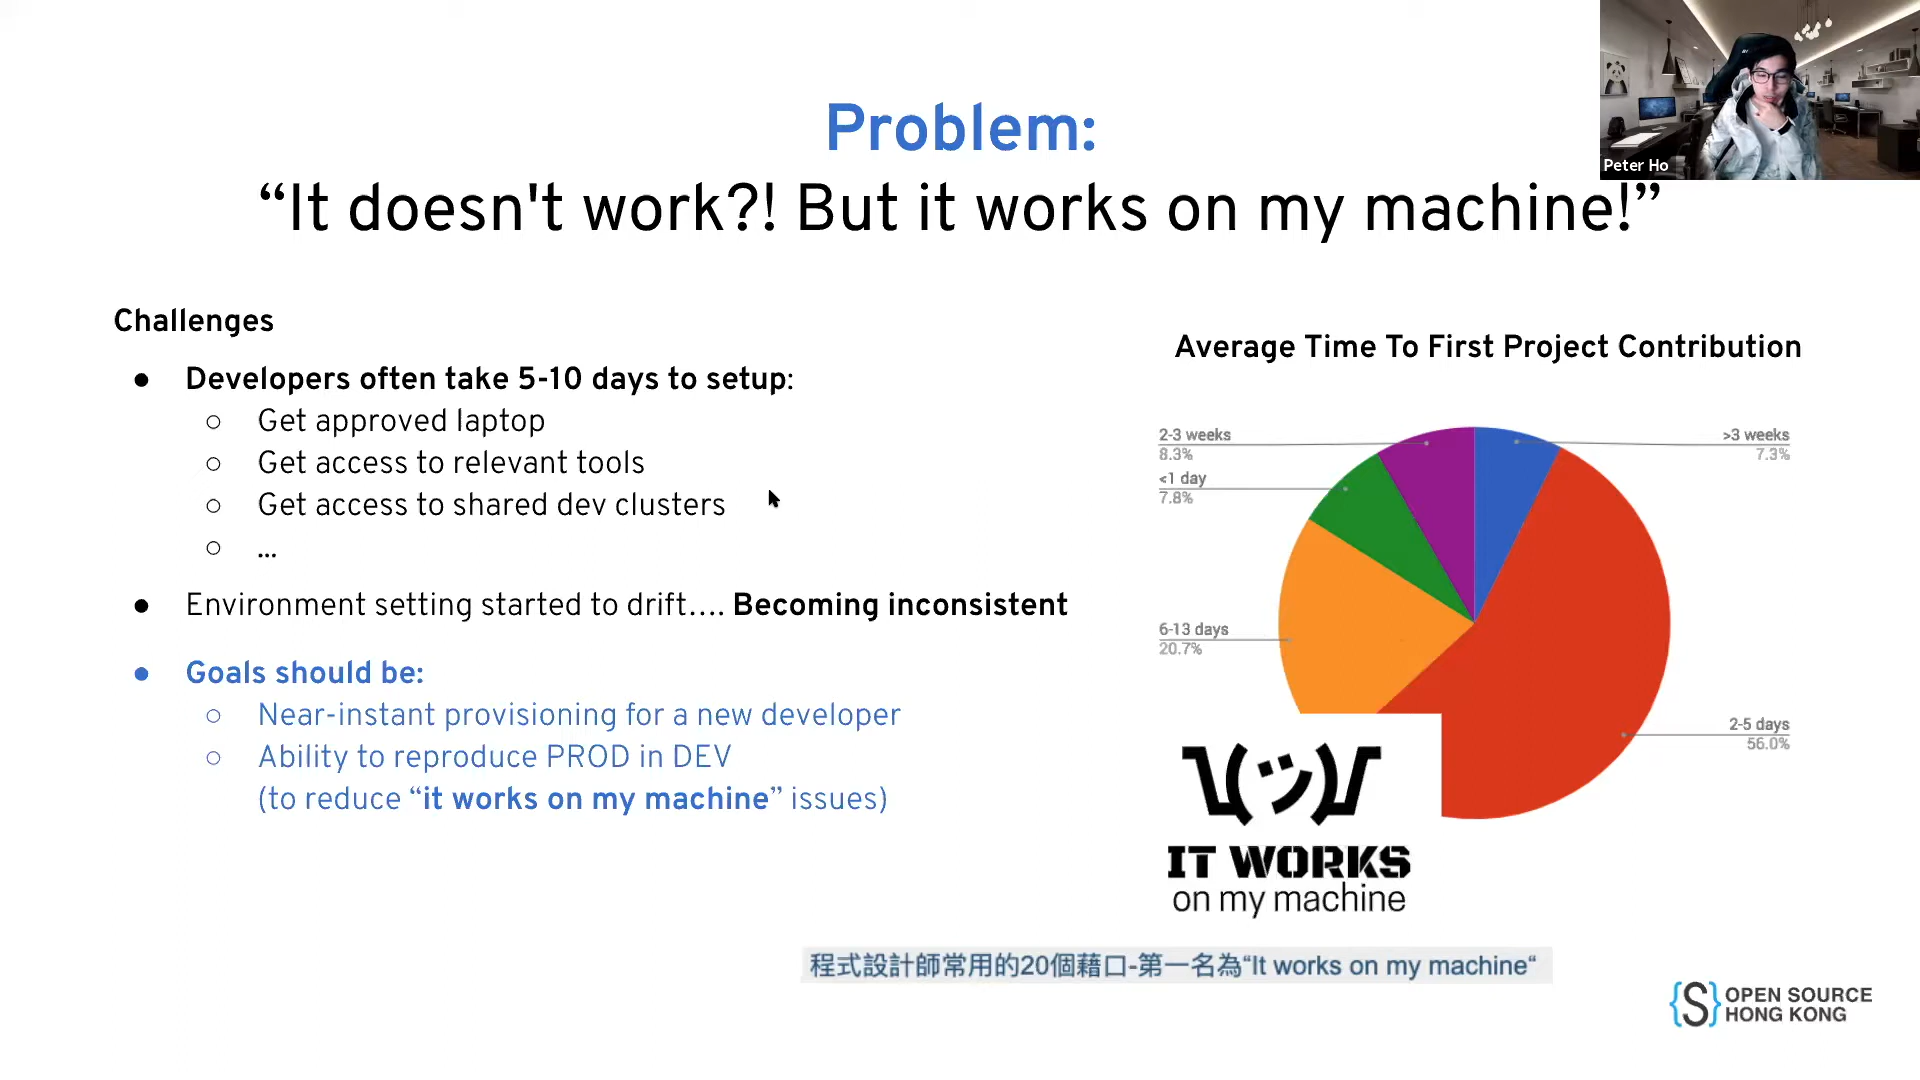 Peter Ho
Problem:
“It doesn't work?! But it works on my machine!”
Challenges
● Developers often take 5-10 days to setup:
○ Get approved laptop
○ Get access to relevant tools
○ Get access to shared dev clusters
○ ...
● Environment setting started to drift.... Becoming inconsistent
● Goals should be:
○ Near-instant provisioning for a new developer
○ Ability to reproduce PROD in DEV
(to reduce “it works on my machine” issues)
Average Time To First Project Contribution
2-3 weeks
8.3%
<1 day
7.8%
6-13 days
20.7%
>3 weeks
7.3%
2-5 days
56.0%
¯\_(ツ)_/¯
IT WORKS
on my machine
程式設計師常用的20個藉口-第一名為“It works on my machine“
{S} OPEN SOURCE
HONG KONG